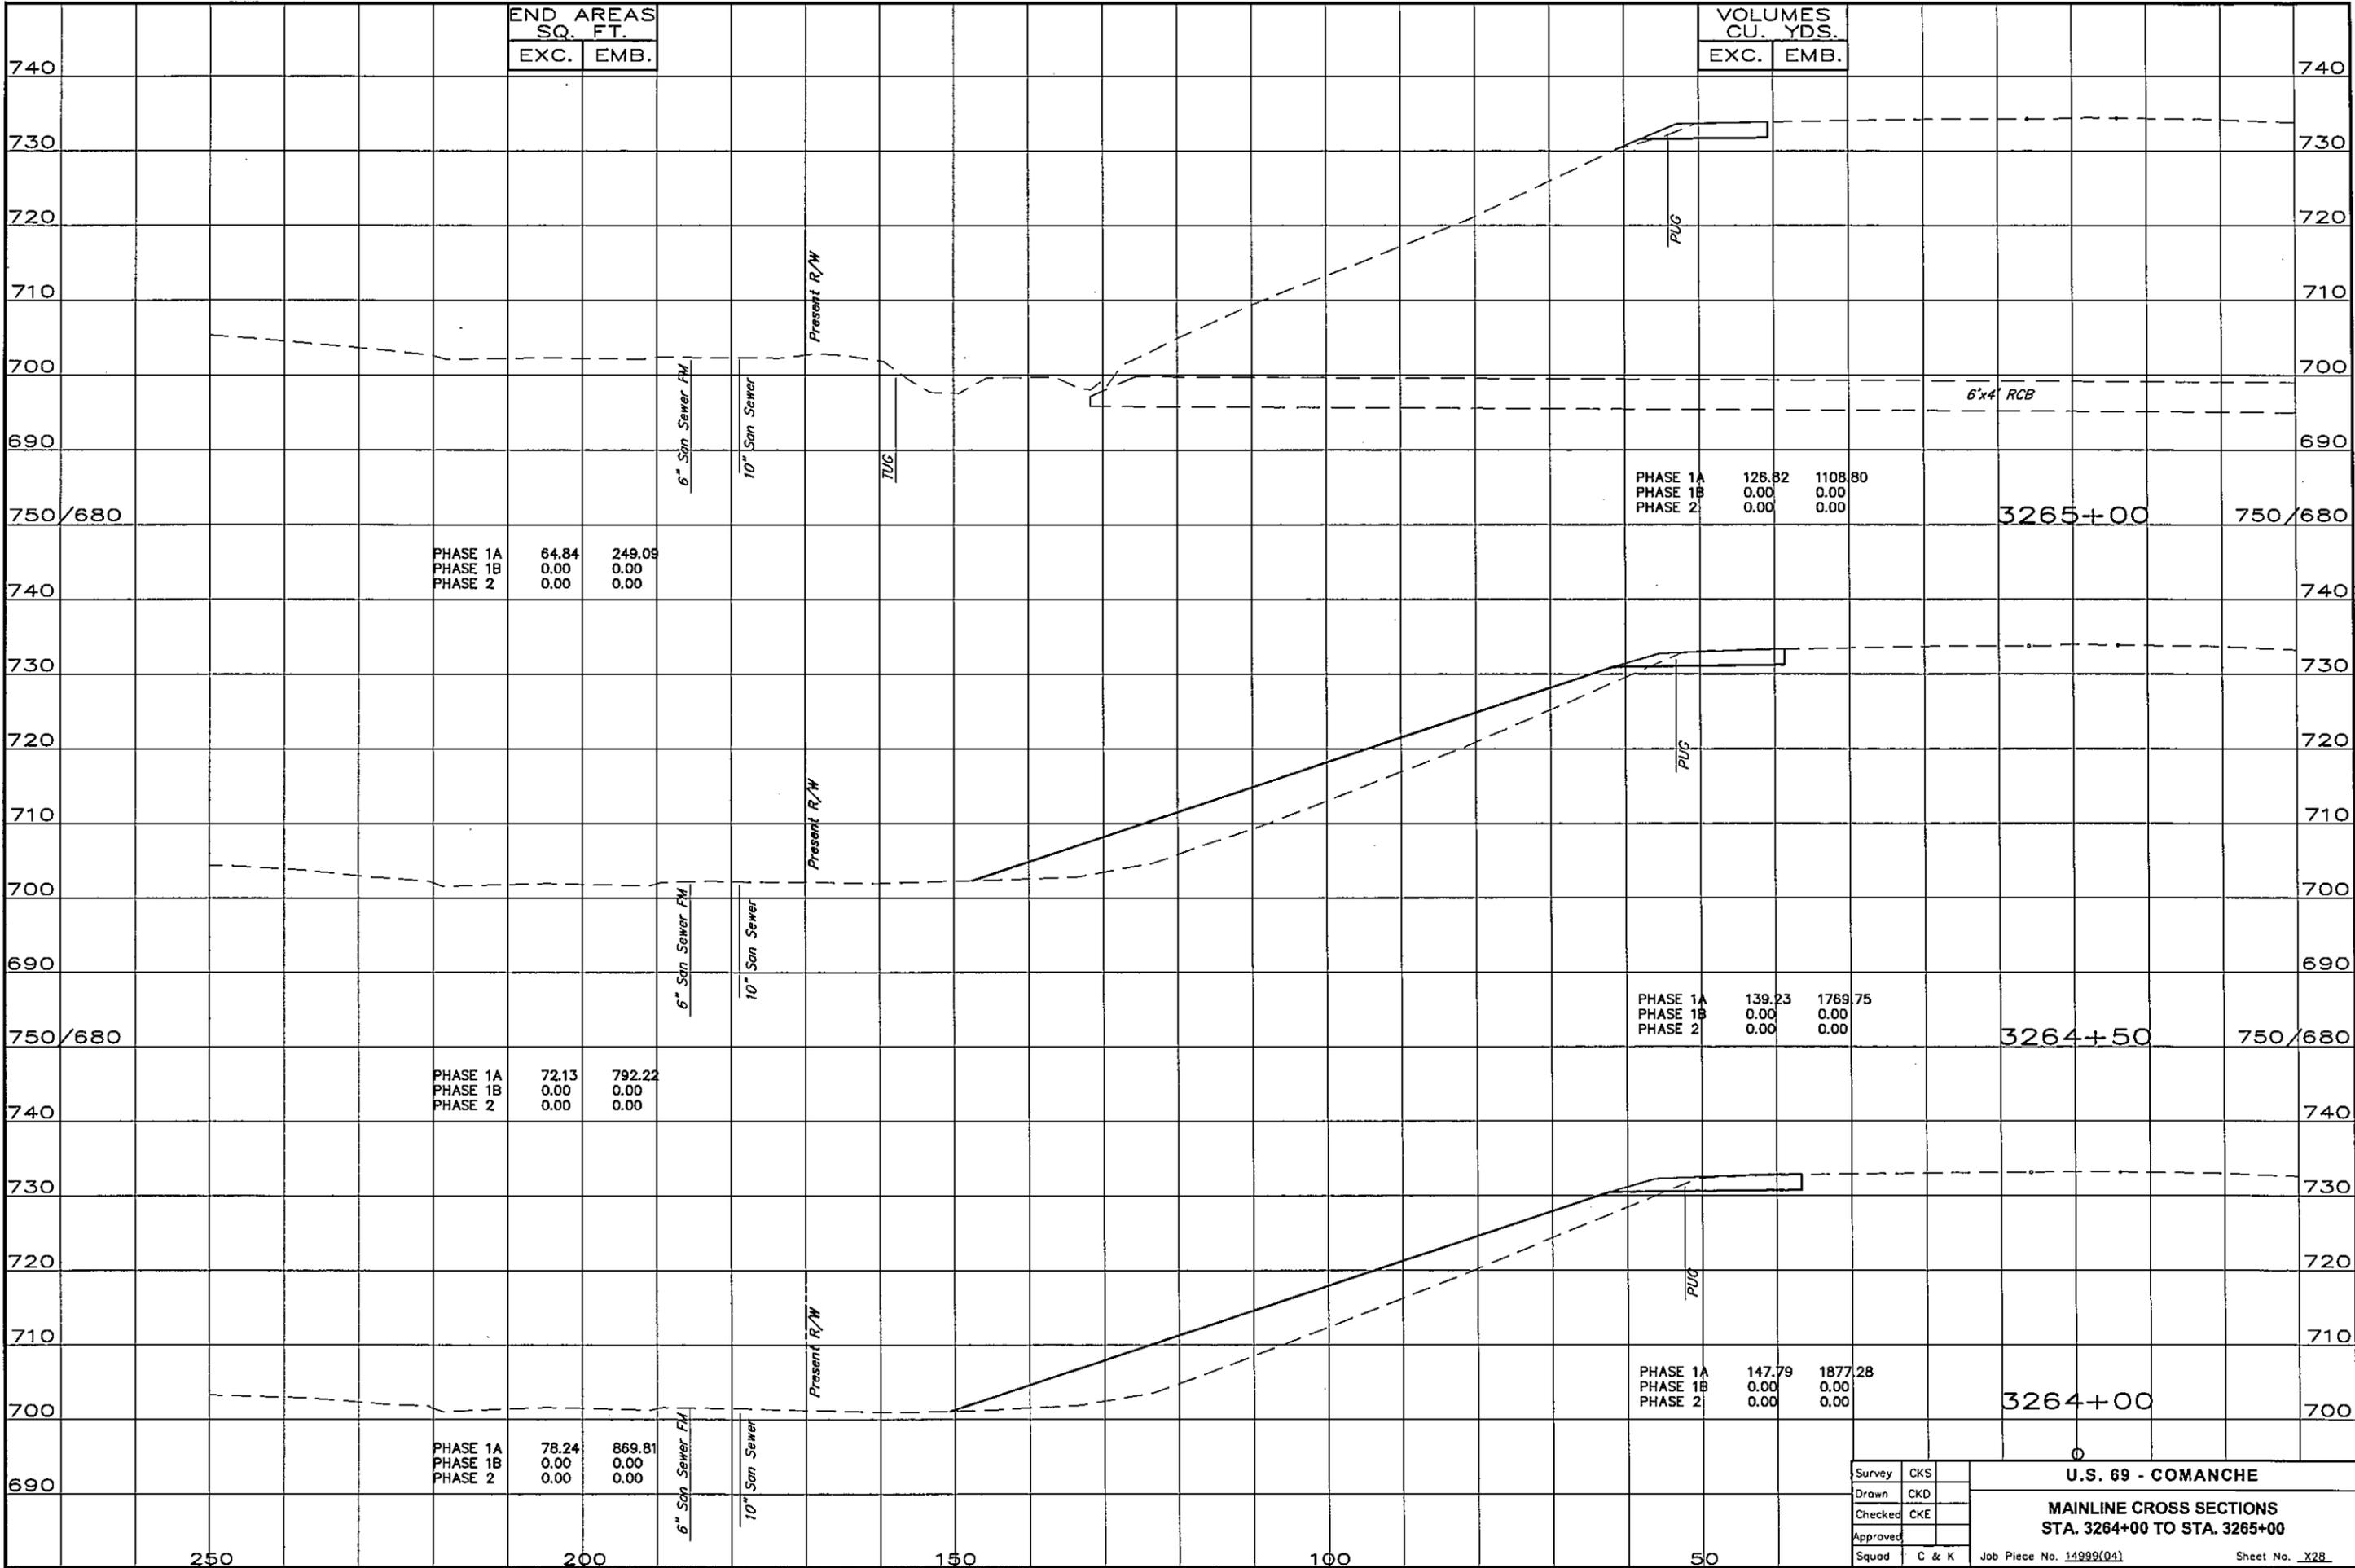 END AREAS
SQ. FT.
EXC. EMB.
VOLUMES
CU. YDS.
EXC. EMB.
740 740
730 730
720 720
PUG
Present R/W
710 710
700 700
6'x4' RCB
6" San Sewer FM
10" San Sewer
TUG
690 690
PHASE 1A 126.82 1108.80
PHASE 1B 0.00 0.00
PHASE 2 0.00 0.00
750/680 3265+00 750/680
PHASE 1A 64.84 249.09
PHASE 1B 0.00 0.00
PHASE 2 0.00 0.00
740 740
730 730
720 720
PUG
Present R/W
710 710
700 700
6" San Sewer FM
10" San Sewer
690 690
PHASE 1A 139.23 1769.75
PHASE 1B 0.00 0.00
PHASE 2 0.00 0.00
750/680 3264+50 750/680
PHASE 1A 72.13 792.22
PHASE 1B 0.00 0.00
PHASE 2 0.00 0.00
740 740
730 730
720 720
PUG
Present R/W
710 710
PHASE 1A 147.79 1877.28
PHASE 1B 0.00 0.00
PHASE 2 0.00 0.00
700 3264+00 700
6" San Sewer FM
10" San Sewer
PHASE 1A 78.24 869.81
PHASE 1B 0.00 0.00
PHASE 2 0.00 0.00
690
0
250 200 150 100 50
Survey CKS
Drawn CKD
Checked CKE
Approved
Squad C & K
U.S. 69 - COMANCHE
MAINLINE CROSS SECTIONS
STA. 3264+00 TO STA. 3265+00
Job Piece No. 14999(04) Sheet No. X28